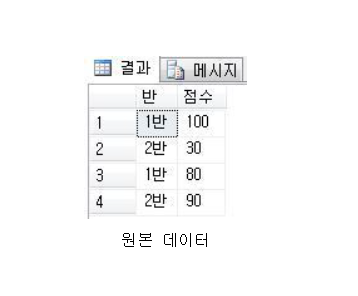 결과 메시지
반 점수
1 1반 100
2 2반 30
3 1반 80
4 2반 90
원본 데이터